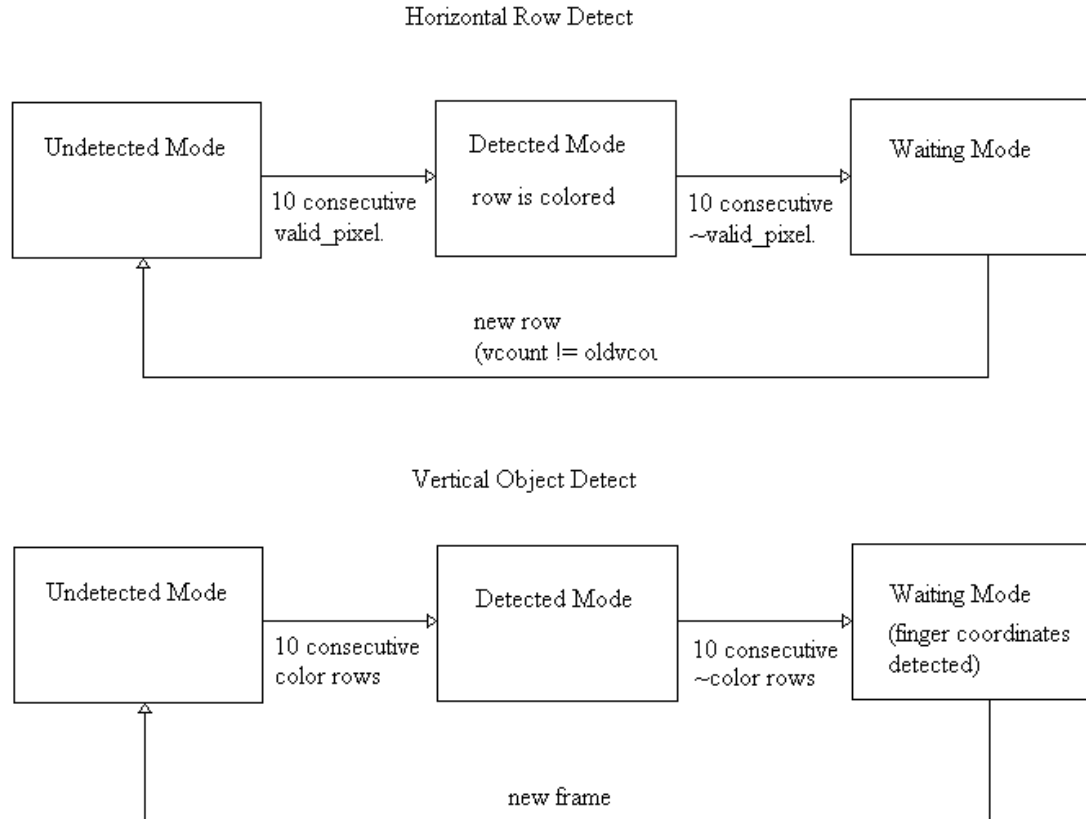 Horizontal Row Detect
Undetected Mode
10 consecutive
valid_pixel.
Detected Mode
row is colored
10 consecutive
~valid_pixel.
Waiting Mode
new row
(vcount != oldvcou
Vertical Object Detect
Undetected Mode
10 consecutive
color rows
Detected Mode
10 consecutive
~color rows
Waiting Mode
(finger coordinates
detected)
new frame